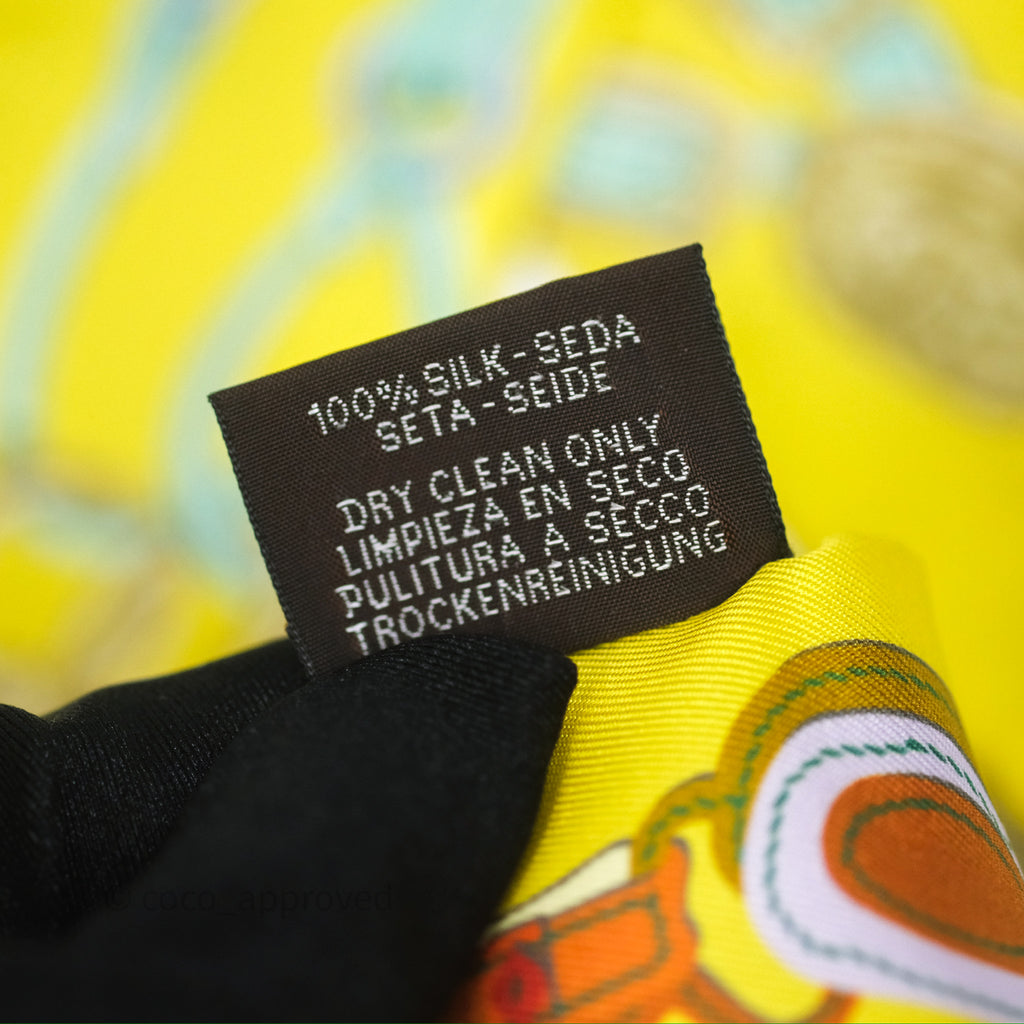 100% SILK - SEDA
SETA - SEIDE
DRY CLEAN ONLY
LIMPIEZA EN SECO
PULITURA A SECCO
TROCKENREINIGUNG
© coco_approved